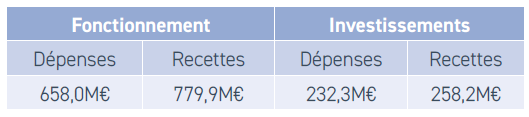 Fonctionnement Investissements
Dépenses Recettes Dépenses Recettes
658,0M€ 779,9M€ 232,3M€ 258,2M€